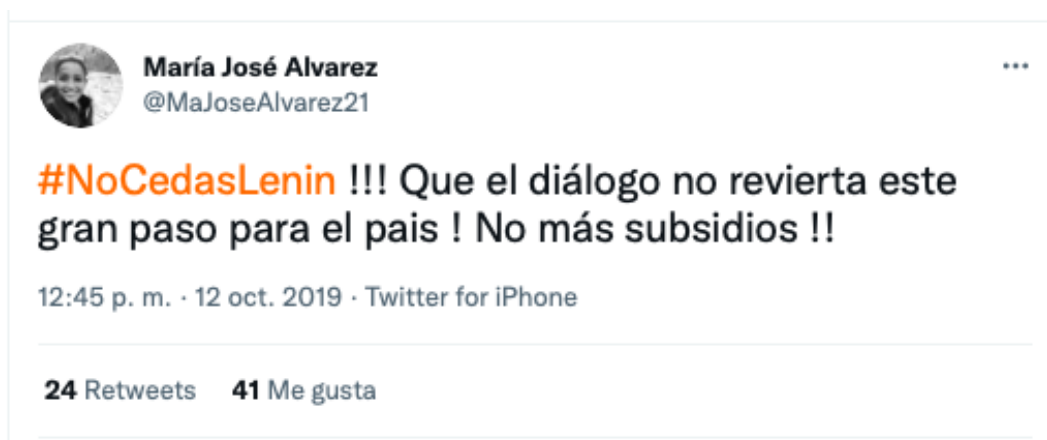 María José Alvarez
@MaJoseAlvarez21
#NoCedasLenin !!! Que el diálogo no revierta este
gran paso para el pais ! No más subsidios !!
12:45 p. m. · 12 oct. 2019 · Twitter for iPhone
24 Retweets 41 Me gusta